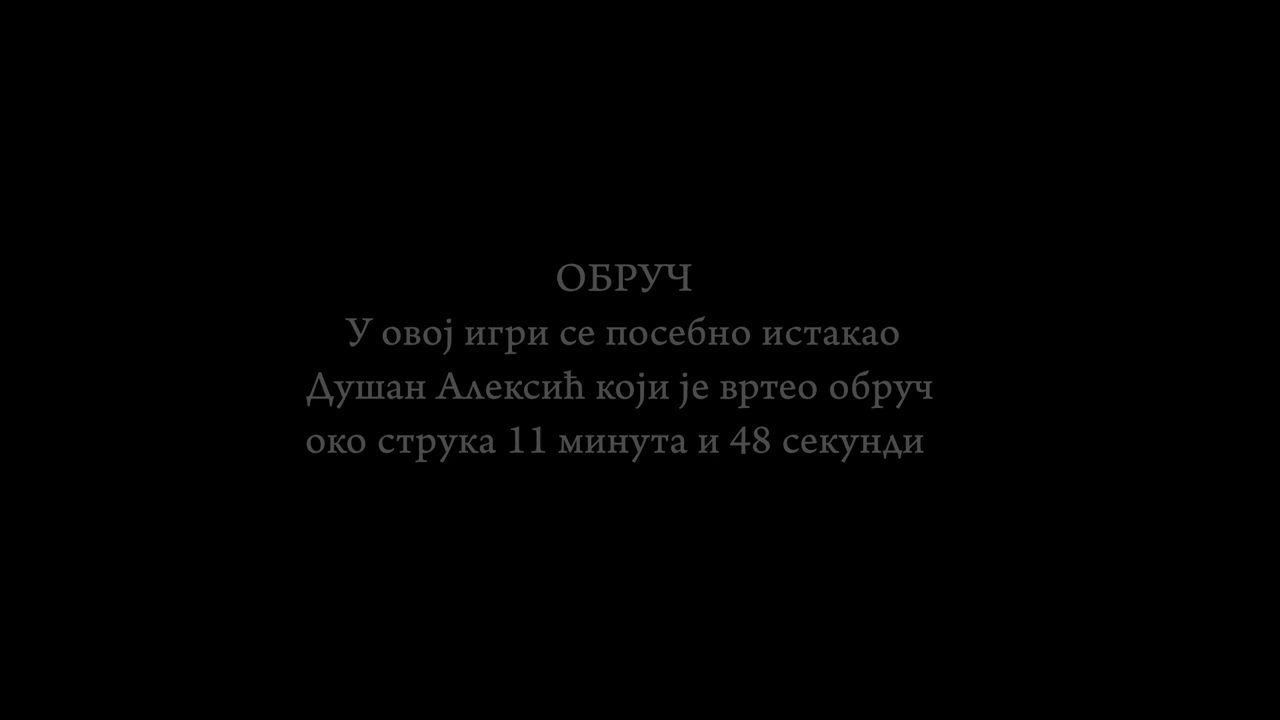 ОБРУЧ
У овој игри се посебно истакао
Душан Алексић који је вртео обруч
око струка 11 минута и 48 секунди